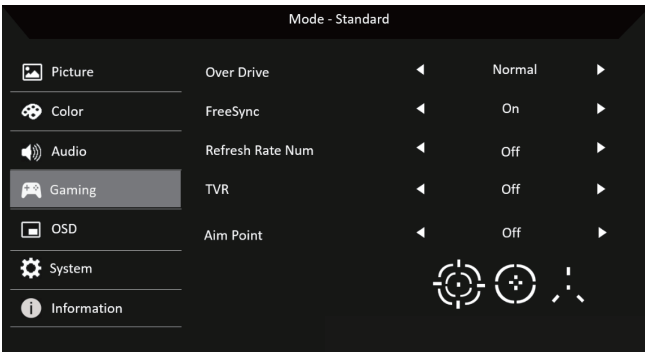 Mode - Standard
Picture
Over Drive Normal
Color
FreeSync On
Audio
Refresh Rate Num Off
Gaming
TVR Off
OSD
Aim Point Off
System
Information